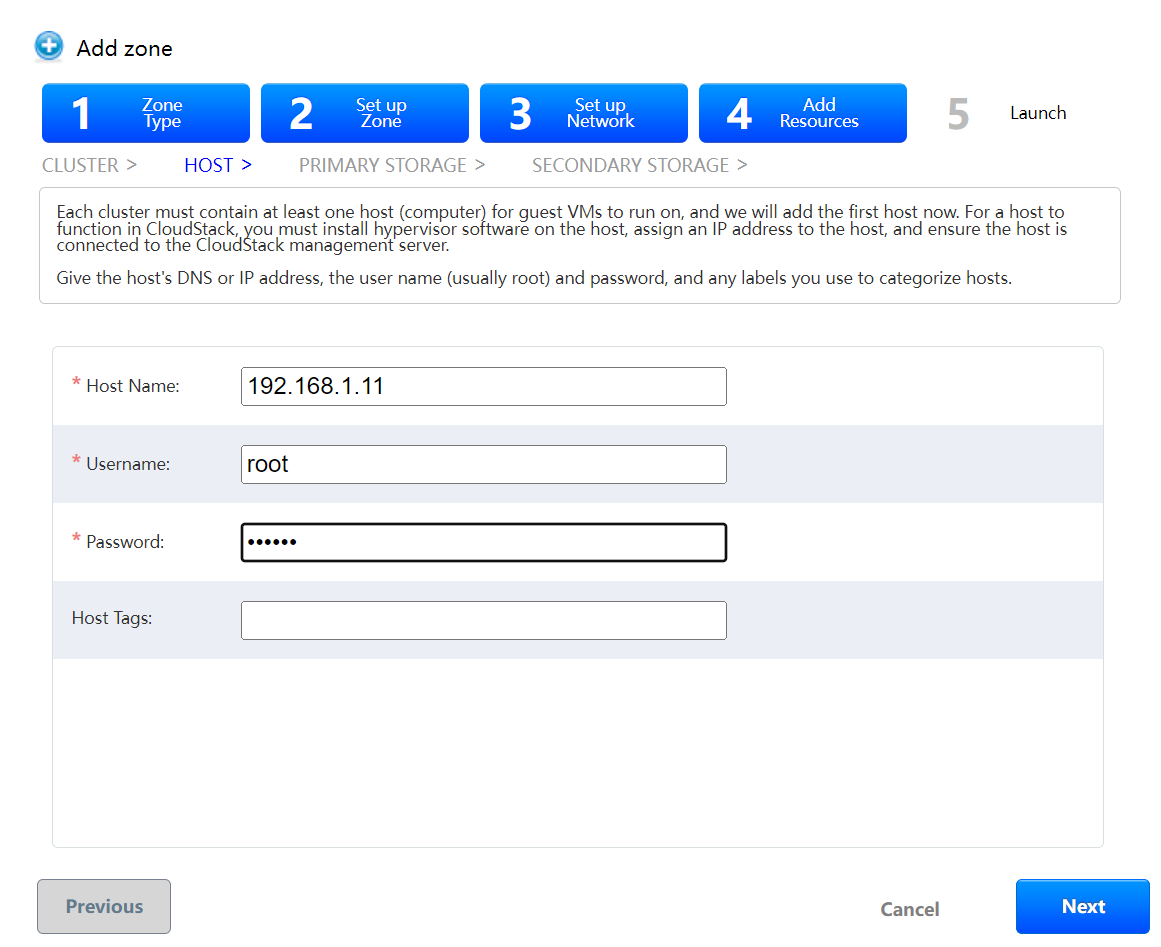 Add zone
1 Zone Type
2 Set up Zone
3 Set up Network
4 Add Resources
5 Launch
CLUSTER > HOST > PRIMARY STORAGE > SECONDARY STORAGE >
Each cluster must contain at least one host (computer) for guest VMs to run on, and we will add the first host now. For a host to
function in CloudStack, you must install hypervisor software on the host, assign an IP address to the host, and ensure the host is
connected to the CloudStack management server.
Give the host's DNS or IP address, the user name (usually root) and password, and any labels you use to categorize hosts.
* Host Name: 192.168.1.11
* Username: root
* Password: ••••••
Host Tags:
Previous Cancel Next